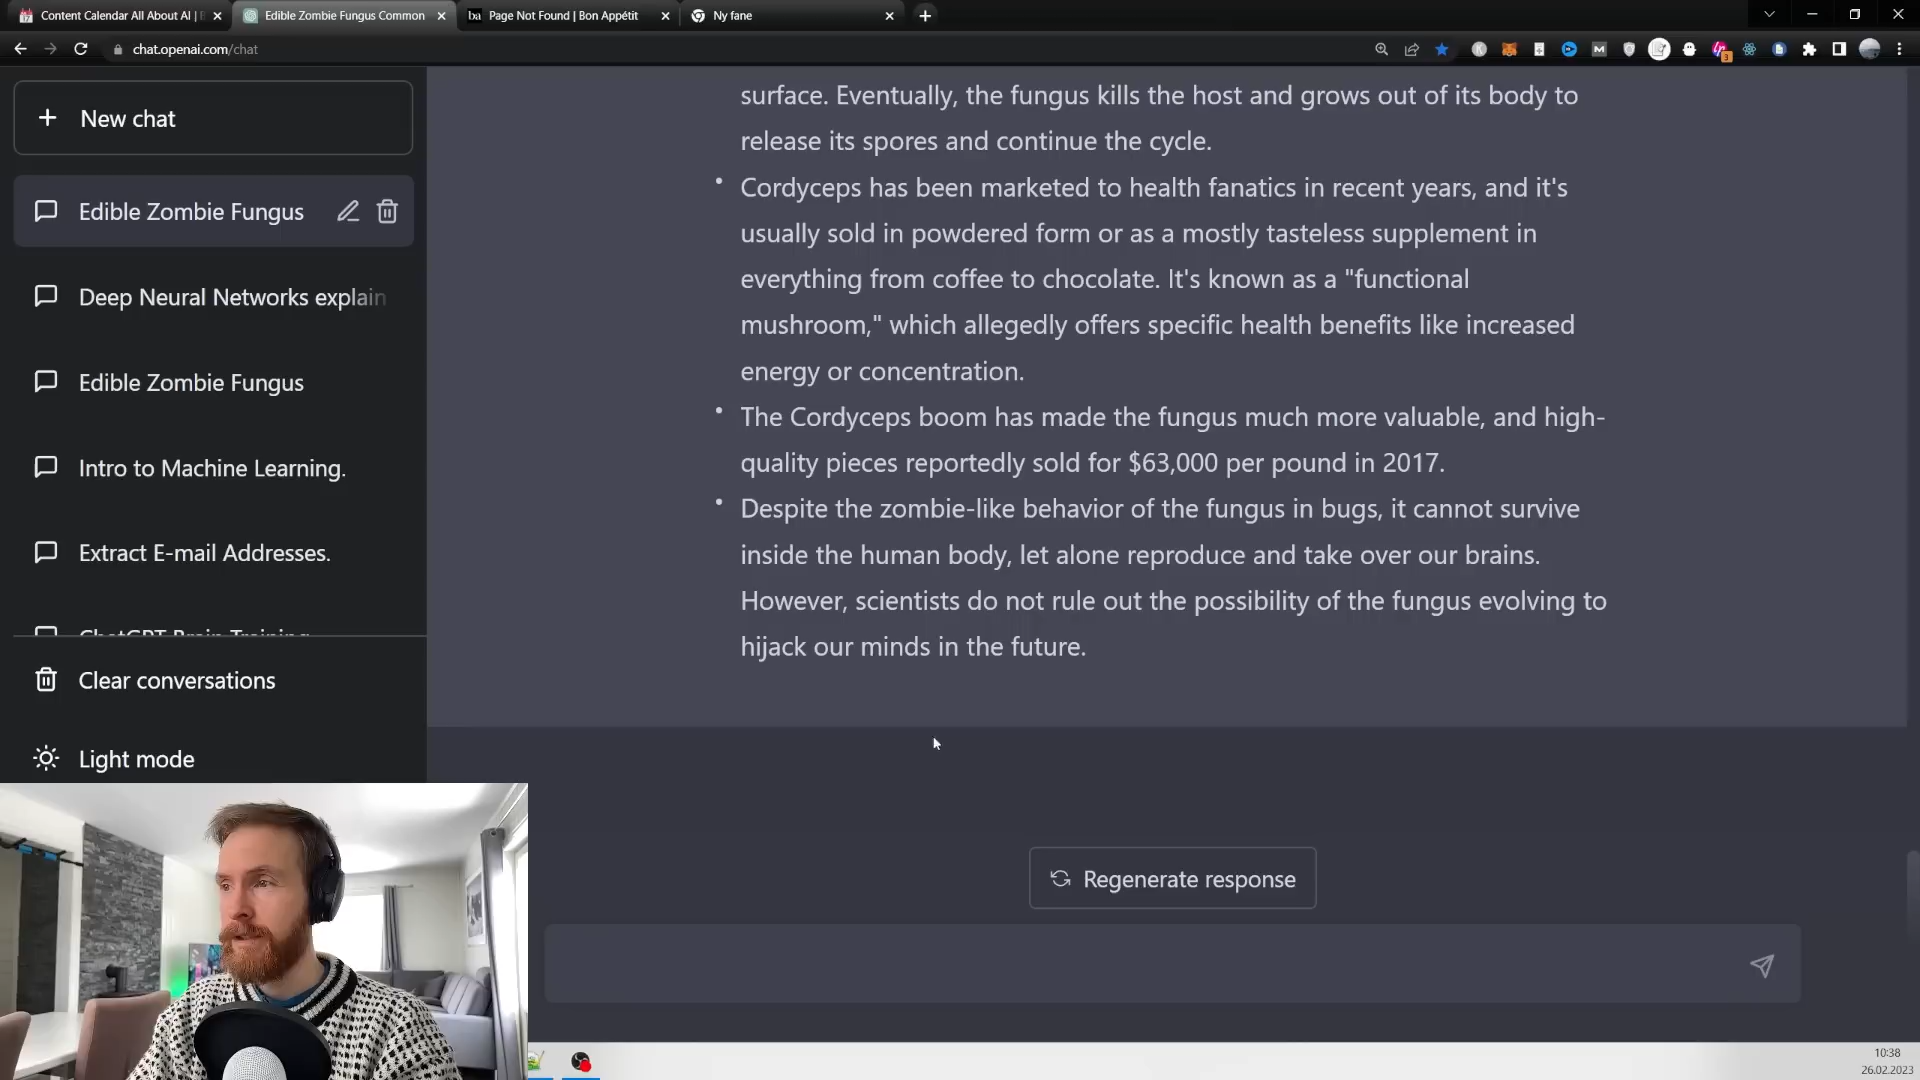 Content Calendar All About AI |
Edible Zombie Fungus Common
Page Not Found | Bon Appétit
Ny fane
chat.openai.com/chat
New chat
Edible Zombie Fungus
Deep Neural Networks explain
Edible Zombie Fungus
Intro to Machine Learning.
Extract E-mail Addresses.
ChatGPT Brain Training
Clear conversations
Light mode
surface. Eventually, the fungus kills the host and grows out of its body to
release its spores and continue the cycle.
• Cordyceps has been marketed to health fanatics in recent years, and it's
usually sold in powdered form or as a mostly tasteless supplement in
everything from coffee to chocolate. It's known as a "functional
mushroom," which allegedly offers specific health benefits like increased
energy or concentration.
• The Cordyceps boom has made the fungus much more valuable, and high-
quality pieces reportedly sold for $63,000 per pound in 2017.
• Despite the zombie-like behavior of the fungus in bugs, it cannot survive
inside the human body, let alone reproduce and take over our brains.
However, scientists do not rule out the possibility of the fungus evolving to
hijack our minds in the future.
Regenerate response
10:38
26.02.2023